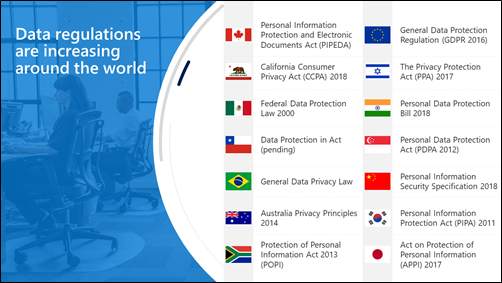 Data regulations
are increasing
around the world
Personal Information
Protection and Electronic
Documents Act (PIPEDA)
California Consumer
Privacy Act (CCPA) 2018
Federal Data Protection
Law 2000
Data Protection in Act
(pending)
General Data Privacy Law
Australia Privacy Principles
2014
Protection of Personal
Information Act 2013
(POPI)
General Data Protection
Regulation (GDPR 2016)
The Privacy Protection
Act (PPA) 2017
Personal Data Protection
Bill 2018
Personal Data Protection
Act (PDPA 2012)
Personal Information
Security Specification 2018
Personal Information
Protection Act (PIPA) 2011
Act on Protection of
Personal Information
(APPI) 2017